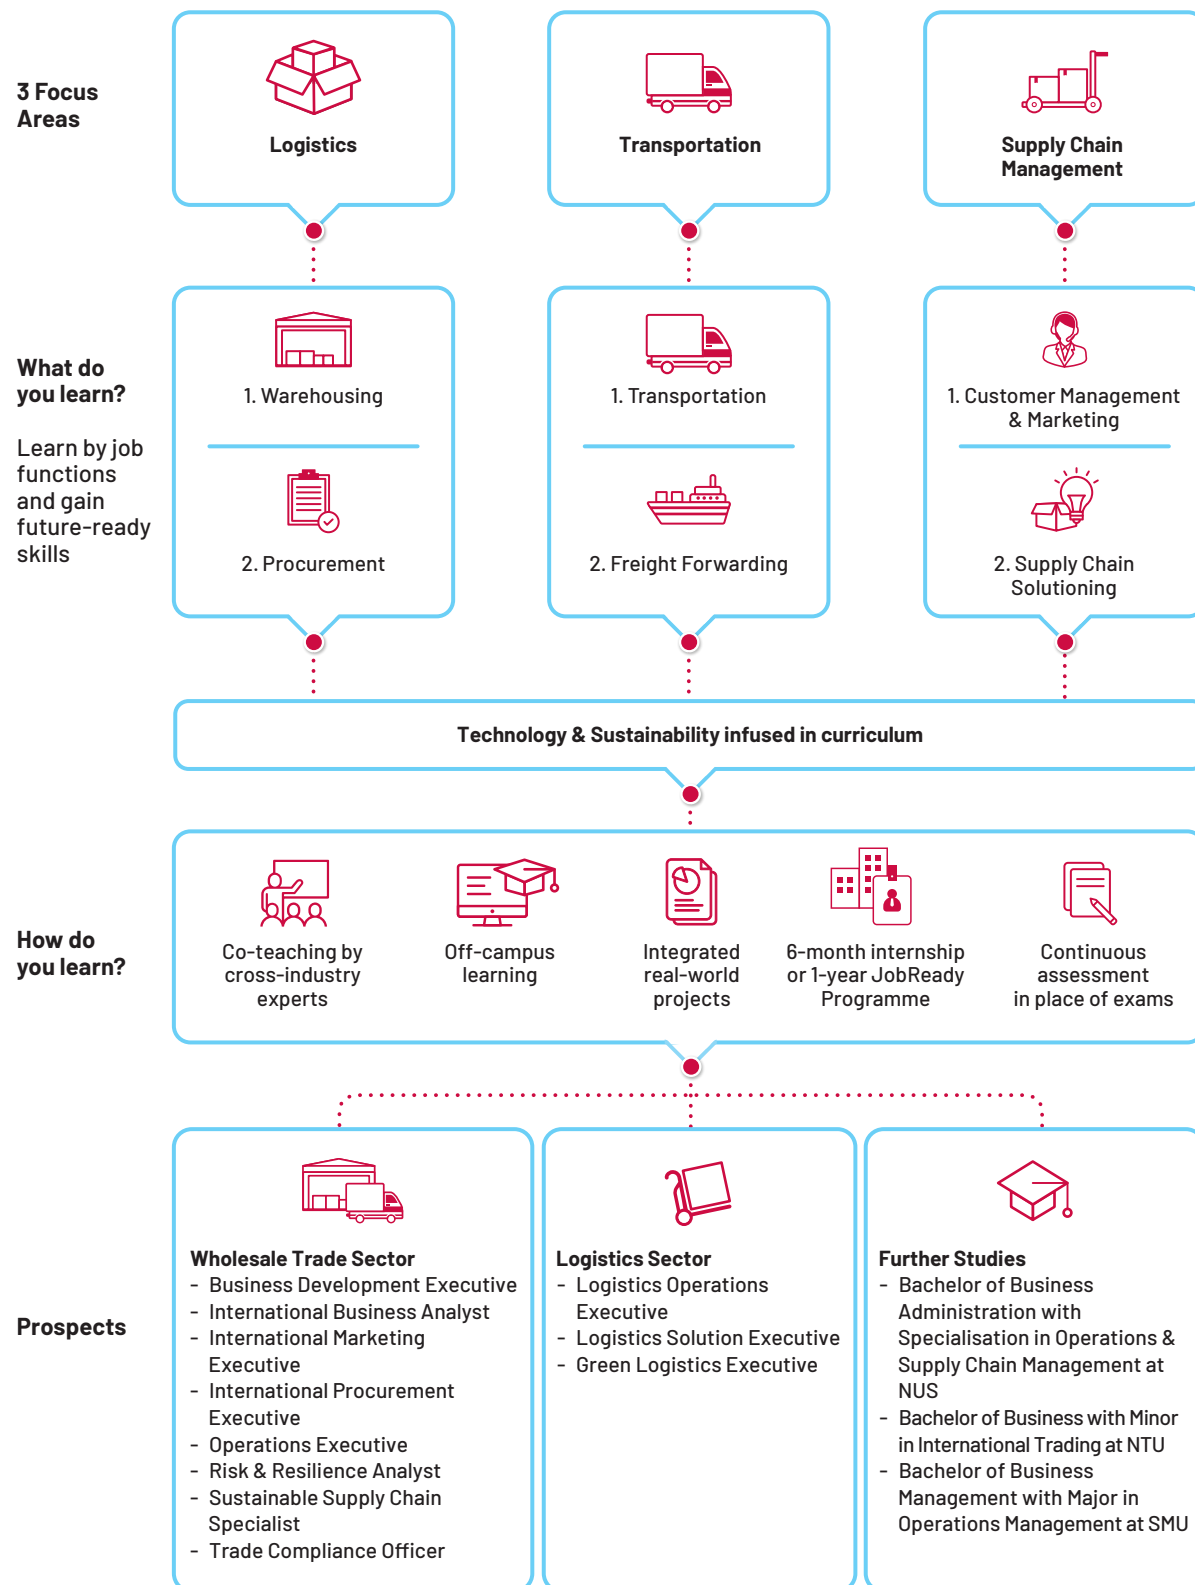 3 Focus
Areas
Logistics
Transportation
Supply Chain
Management
What do
you learn?
Learn by job
functions
and gain
future-ready
skills
1. Warehousing
2. Procurement
1. Transportation
2. Freight Forwarding
1. Customer Management
& Marketing
2. Supply Chain
Solutioning
Technology & Sustainability infused in curriculum
How do
you learn?
Co-teaching by
cross-industry
experts
Off-campus
learning
Integrated
real-world
projects
6-month internship
or 1-year JobReady
Programme
Continuous
assessment
in place of exams
Prospects
Wholesale Trade Sector
- Business Development Executive
- International Business Analyst
- International Marketing
Executive
- International Procurement
Executive
- Operations Executive
- Risk & Resilience Analyst
- Sustainable Supply Chain
Specialist
- Trade Compliance Officer
Logistics Sector
- Logistics Operations
Executive
- Logistics Solution Executive
- Green Logistics Executive
Further Studies
- Bachelor of Business
Administration with
Specialisation in Operations &
Supply Chain Management at
NUS
- Bachelor of Business with Minor
in International Trading at NTU
- Bachelor of Business
Management with Major in
Operations Management at SMU